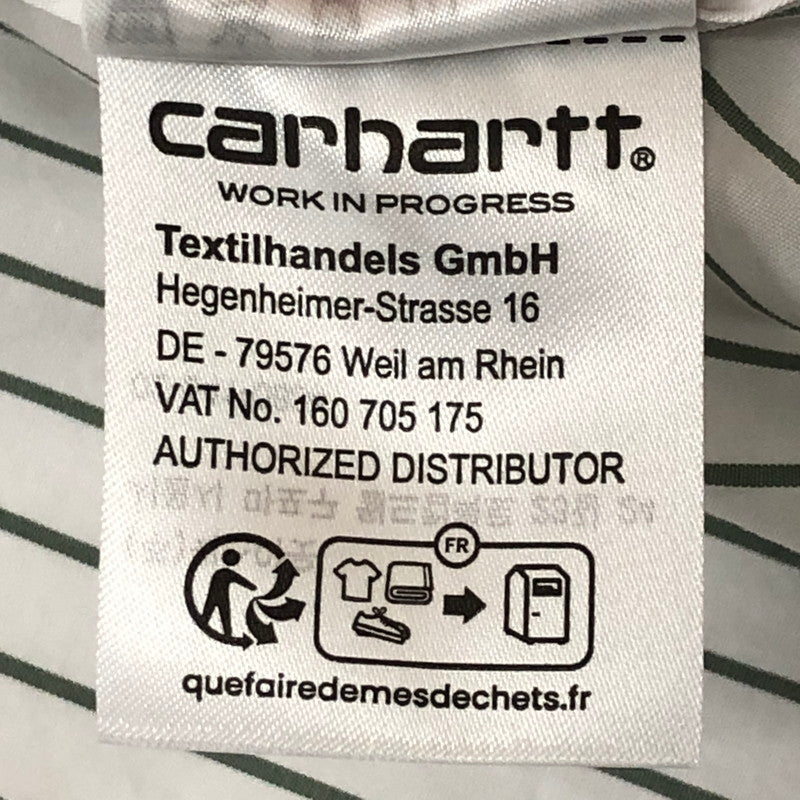 carhartt®
WORK IN PROGRESS
Textilhandels GmbH
Hegenheimer-Strasse 16
DE - 79576 Weil am Rhein
VAT No. 160 705 175
AUTHORIZED DISTRIBUTOR
FR
quefairedemesdechets.fr